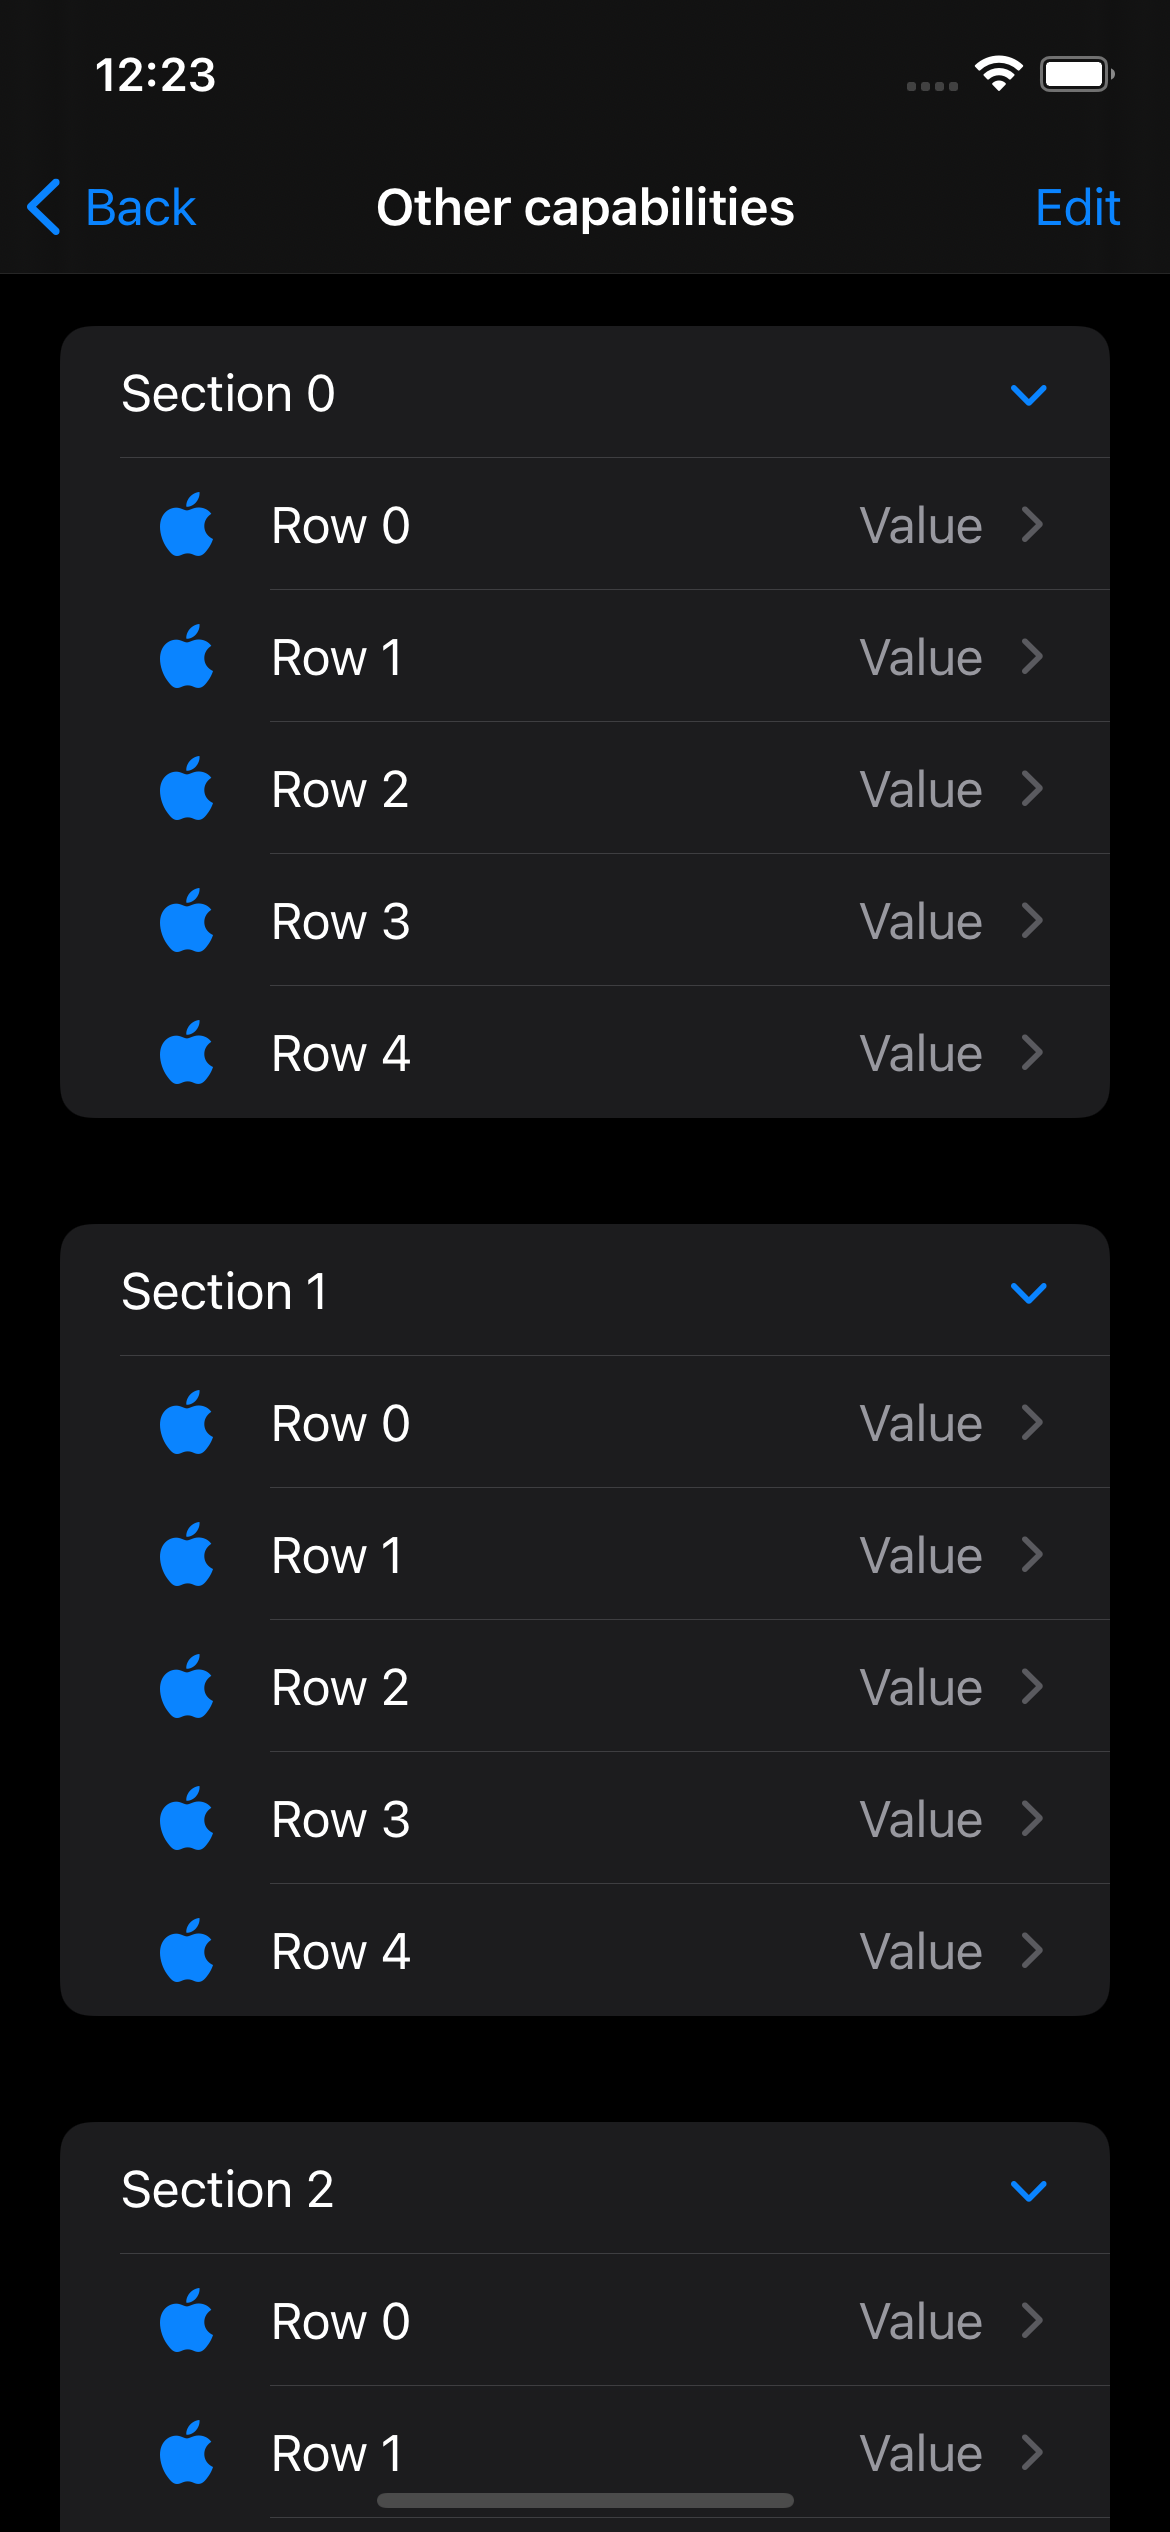 12:23
Back Other capabilities Edit
Section 0
Row 0 Value
Row 1 Value
Row 2 Value
Row 3 Value
Row 4 Value
Section 1
Row 0 Value
Row 1 Value
Row 2 Value
Row 3 Value
Row 4 Value
Section 2
Row 0 Value
Row 1 Value